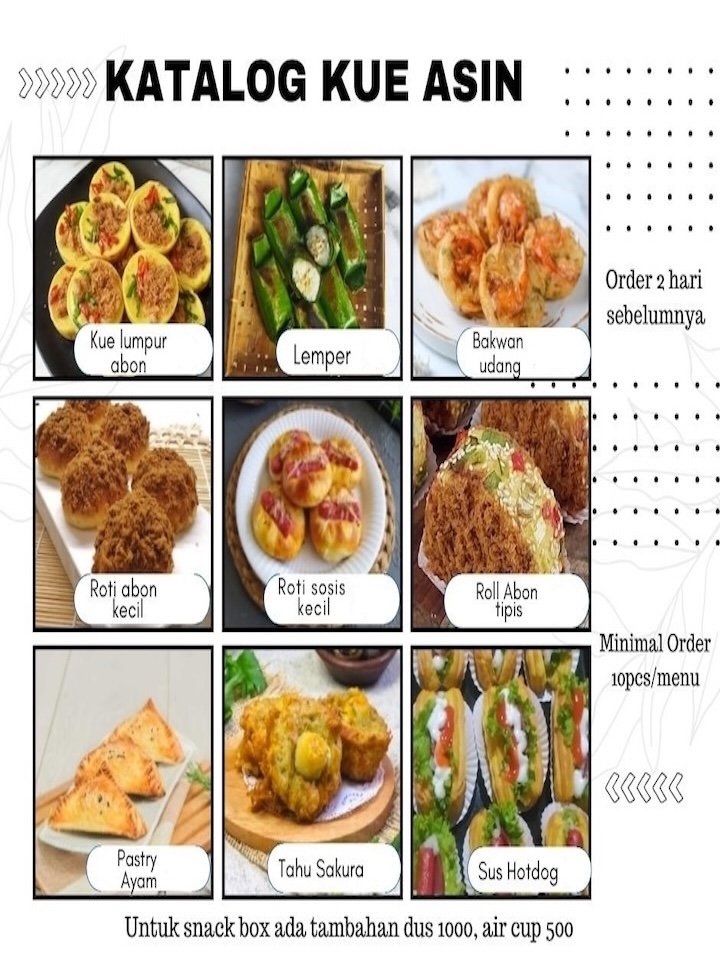 KATALOG KUE ASIN
Order 2 hari
sebelumnya
Kue lumpur
abon
Lemper
Bakwan
udang
Roti abon
kecil
Roti sosis
kecil
Roll Abon
tipis
Minimal Order
10pcs/menu
Pastry
Ayam
Tahu Sakura
Sus Hotdog
Untuk snack box ada tambahan dus 1000, air cup 500